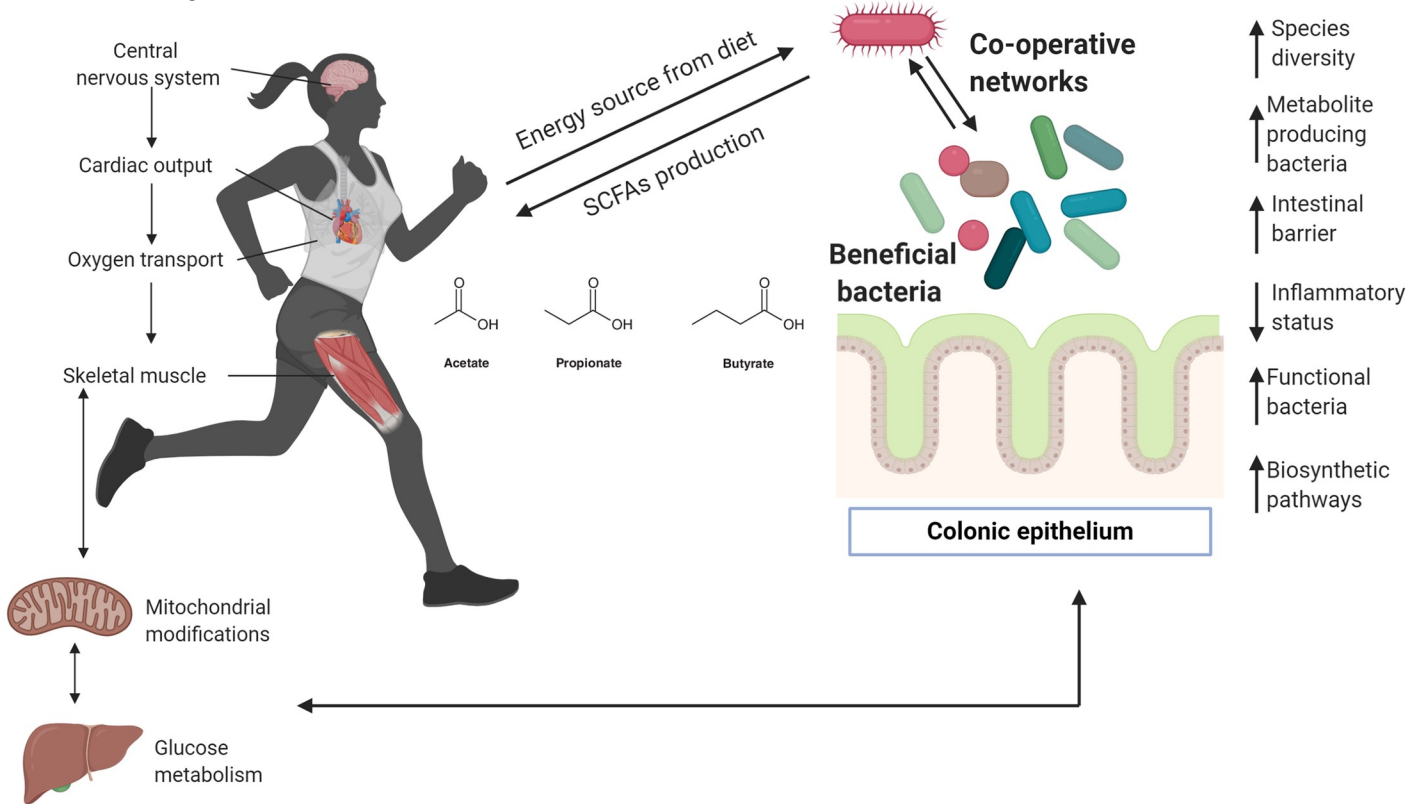 Central
nervous system
Cardiac output
Oxygen transport
Skeletal muscle
Mitochondrial
modifications
Glucose
metabolism
Energy source from diet
SCFAs production
O
OH
Acetate
O
OH
Propionate
O
OH
Butyrate
Co-operative
networks
Beneficial
bacteria
Colonic epithelium
Species
diversity
Metabolite
producing
bacteria
Intestinal
barrier
Inflammatory
status
Functional
bacteria
Biosynthetic
pathways